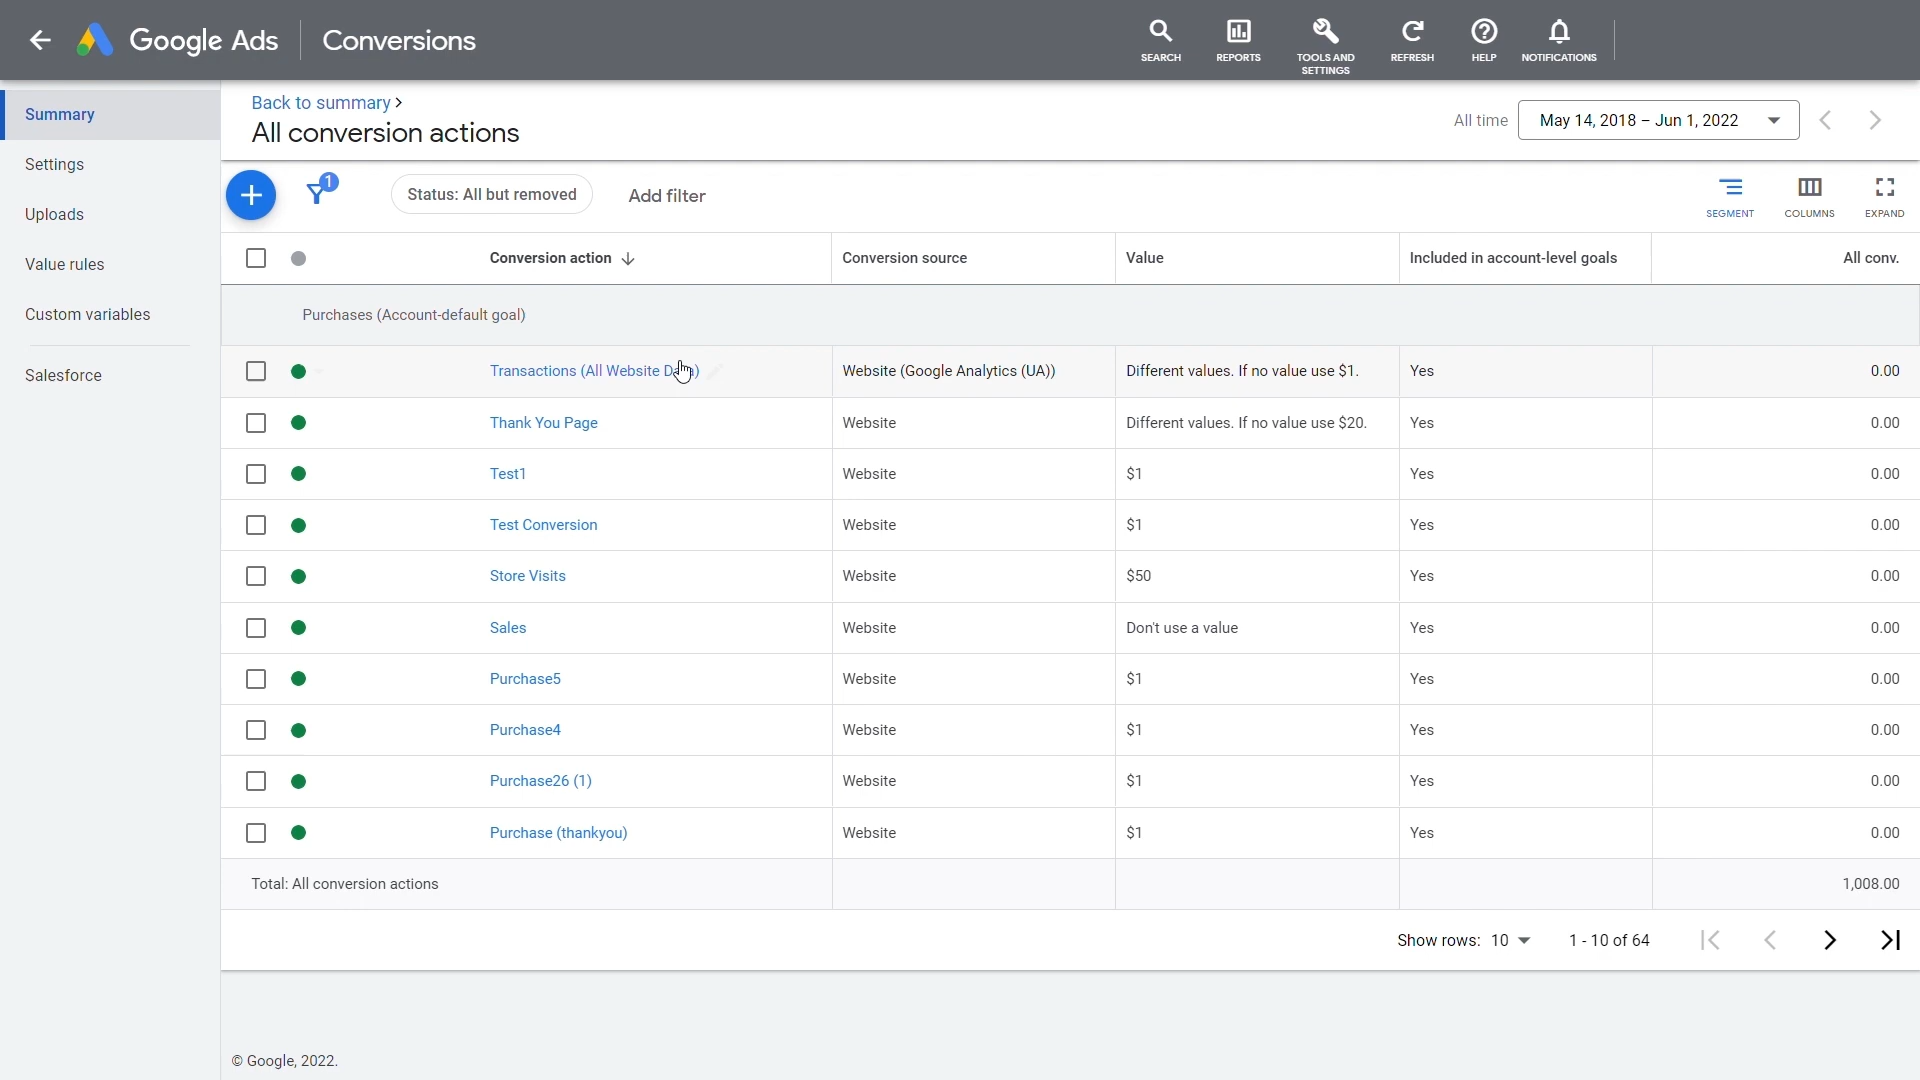 Google Ads | Conversions
SEARCH
REPORTS
TOOLS AND
SETTINGS
REFRESH
HELP
NOTIFICATIONS
Summary
Settings
Uploads
Value rules
Custom variables
Salesforce
Back to summary
All conversion actions
All time May 14, 2018 – Jun 1, 2022
1
Status: All but removed Add filter
SEGMENT COLUMNS EXPAND
Conversion action Conversion source Value Included in account-level goals All conv.
Purchases (Account-default goal)
Transactions (All Website Data) Website (Google Analytics (UA)) Different values. If no value use $1. Yes 0.00
Thank You Page Website Different values. If no value use $20. Yes 0.00
Test1 Website $1 Yes 0.00
Test Conversion Website $1 Yes 0.00
Store Visits Website $50 Yes 0.00
Sales Website Don't use a value Yes 0.00
Purchase5 Website $1 Yes 0.00
Purchase4 Website $1 Yes 0.00
Purchase26 (1) Website $1 Yes 0.00
Purchase (thankyou) Website $1 Yes 0.00
Total: All conversion actions 1,008.00
Show rows: 10 1 - 10 of 64
© Google, 2022.